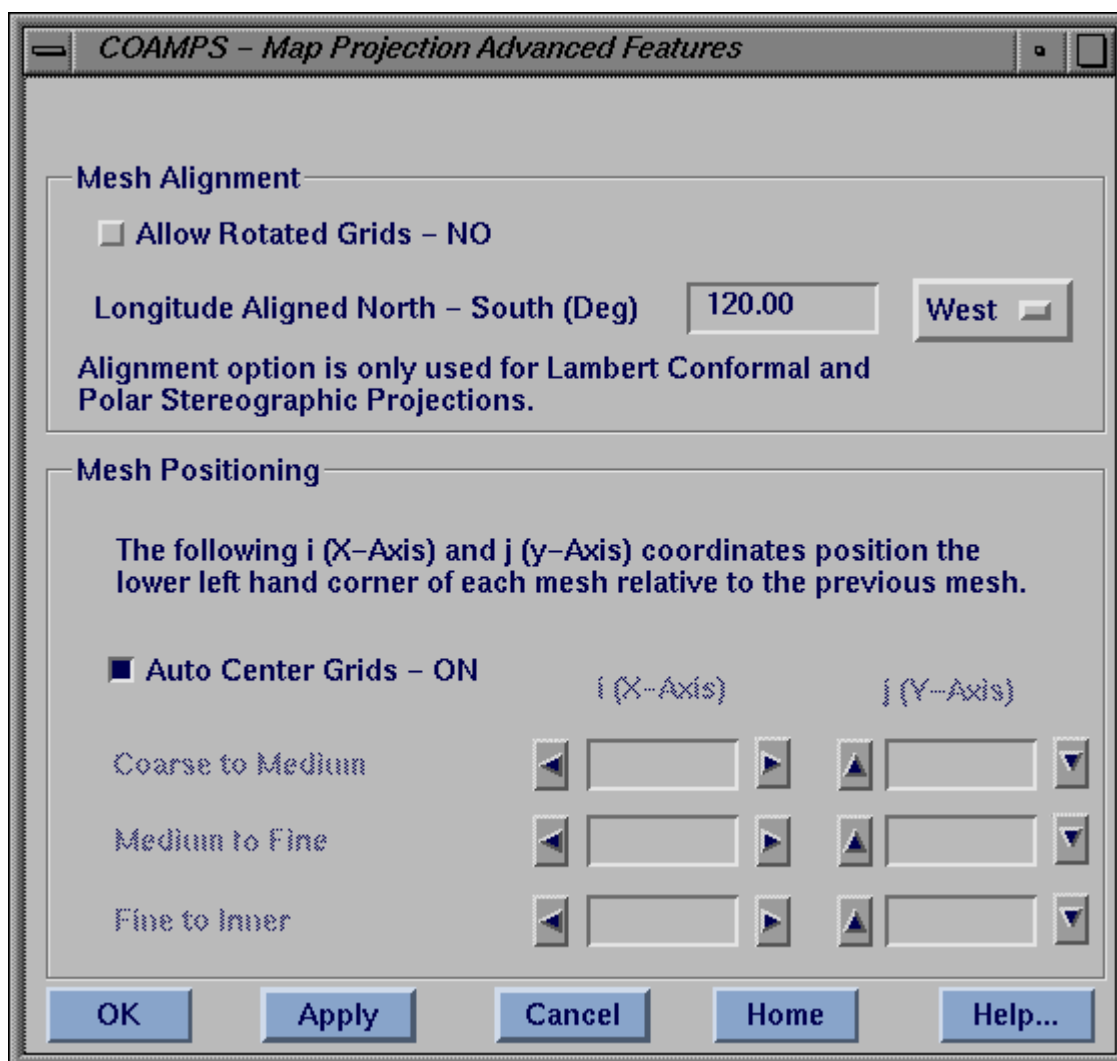 COAMPS – Map Projection Advanced Features
Mesh Alignment
Allow Rotated Grids – NO
Longitude Aligned North – South (Deg) 120.00 West
Alignment option is only used for Lambert Conformal and
Polar Stereographic Projections.
Mesh Positioning
The following i (X–Axis) and j (y–Axis) coordinates position the
lower left hand corner of each mesh relative to the previous mesh.
Auto Center Grids – ON
i (X–Axis) j (Y–Axis)
Coarse to Medium
Medium to Fine
Fine to Inner
OK Apply Cancel Home Help...